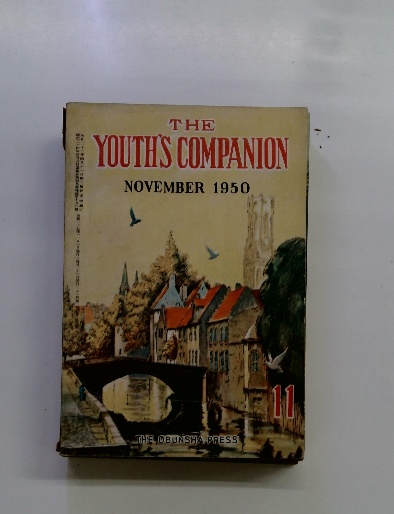 THE
YOUTH'S COMPANION
NOVEMBER 1950
11
THE OBUNSHA PRESS